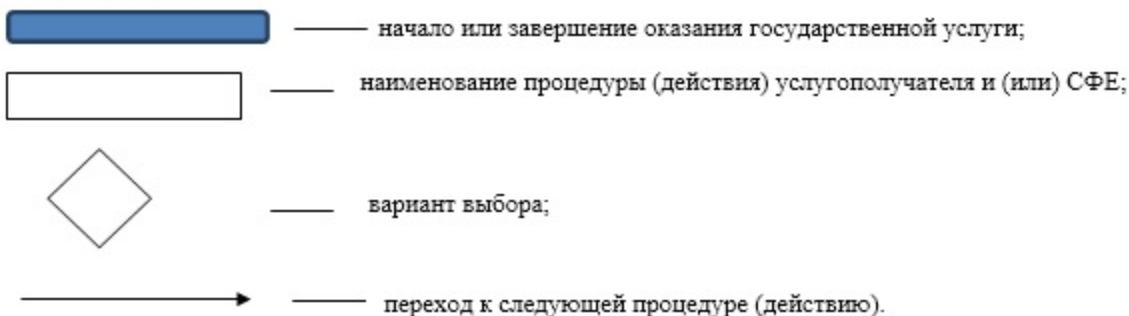 начало или завершение оказания государственной услуги;
наименование процедуры (действия) услугополучателя и (или) СФЕ;
вариант выбора;
переход к следующей процедуре (действию).